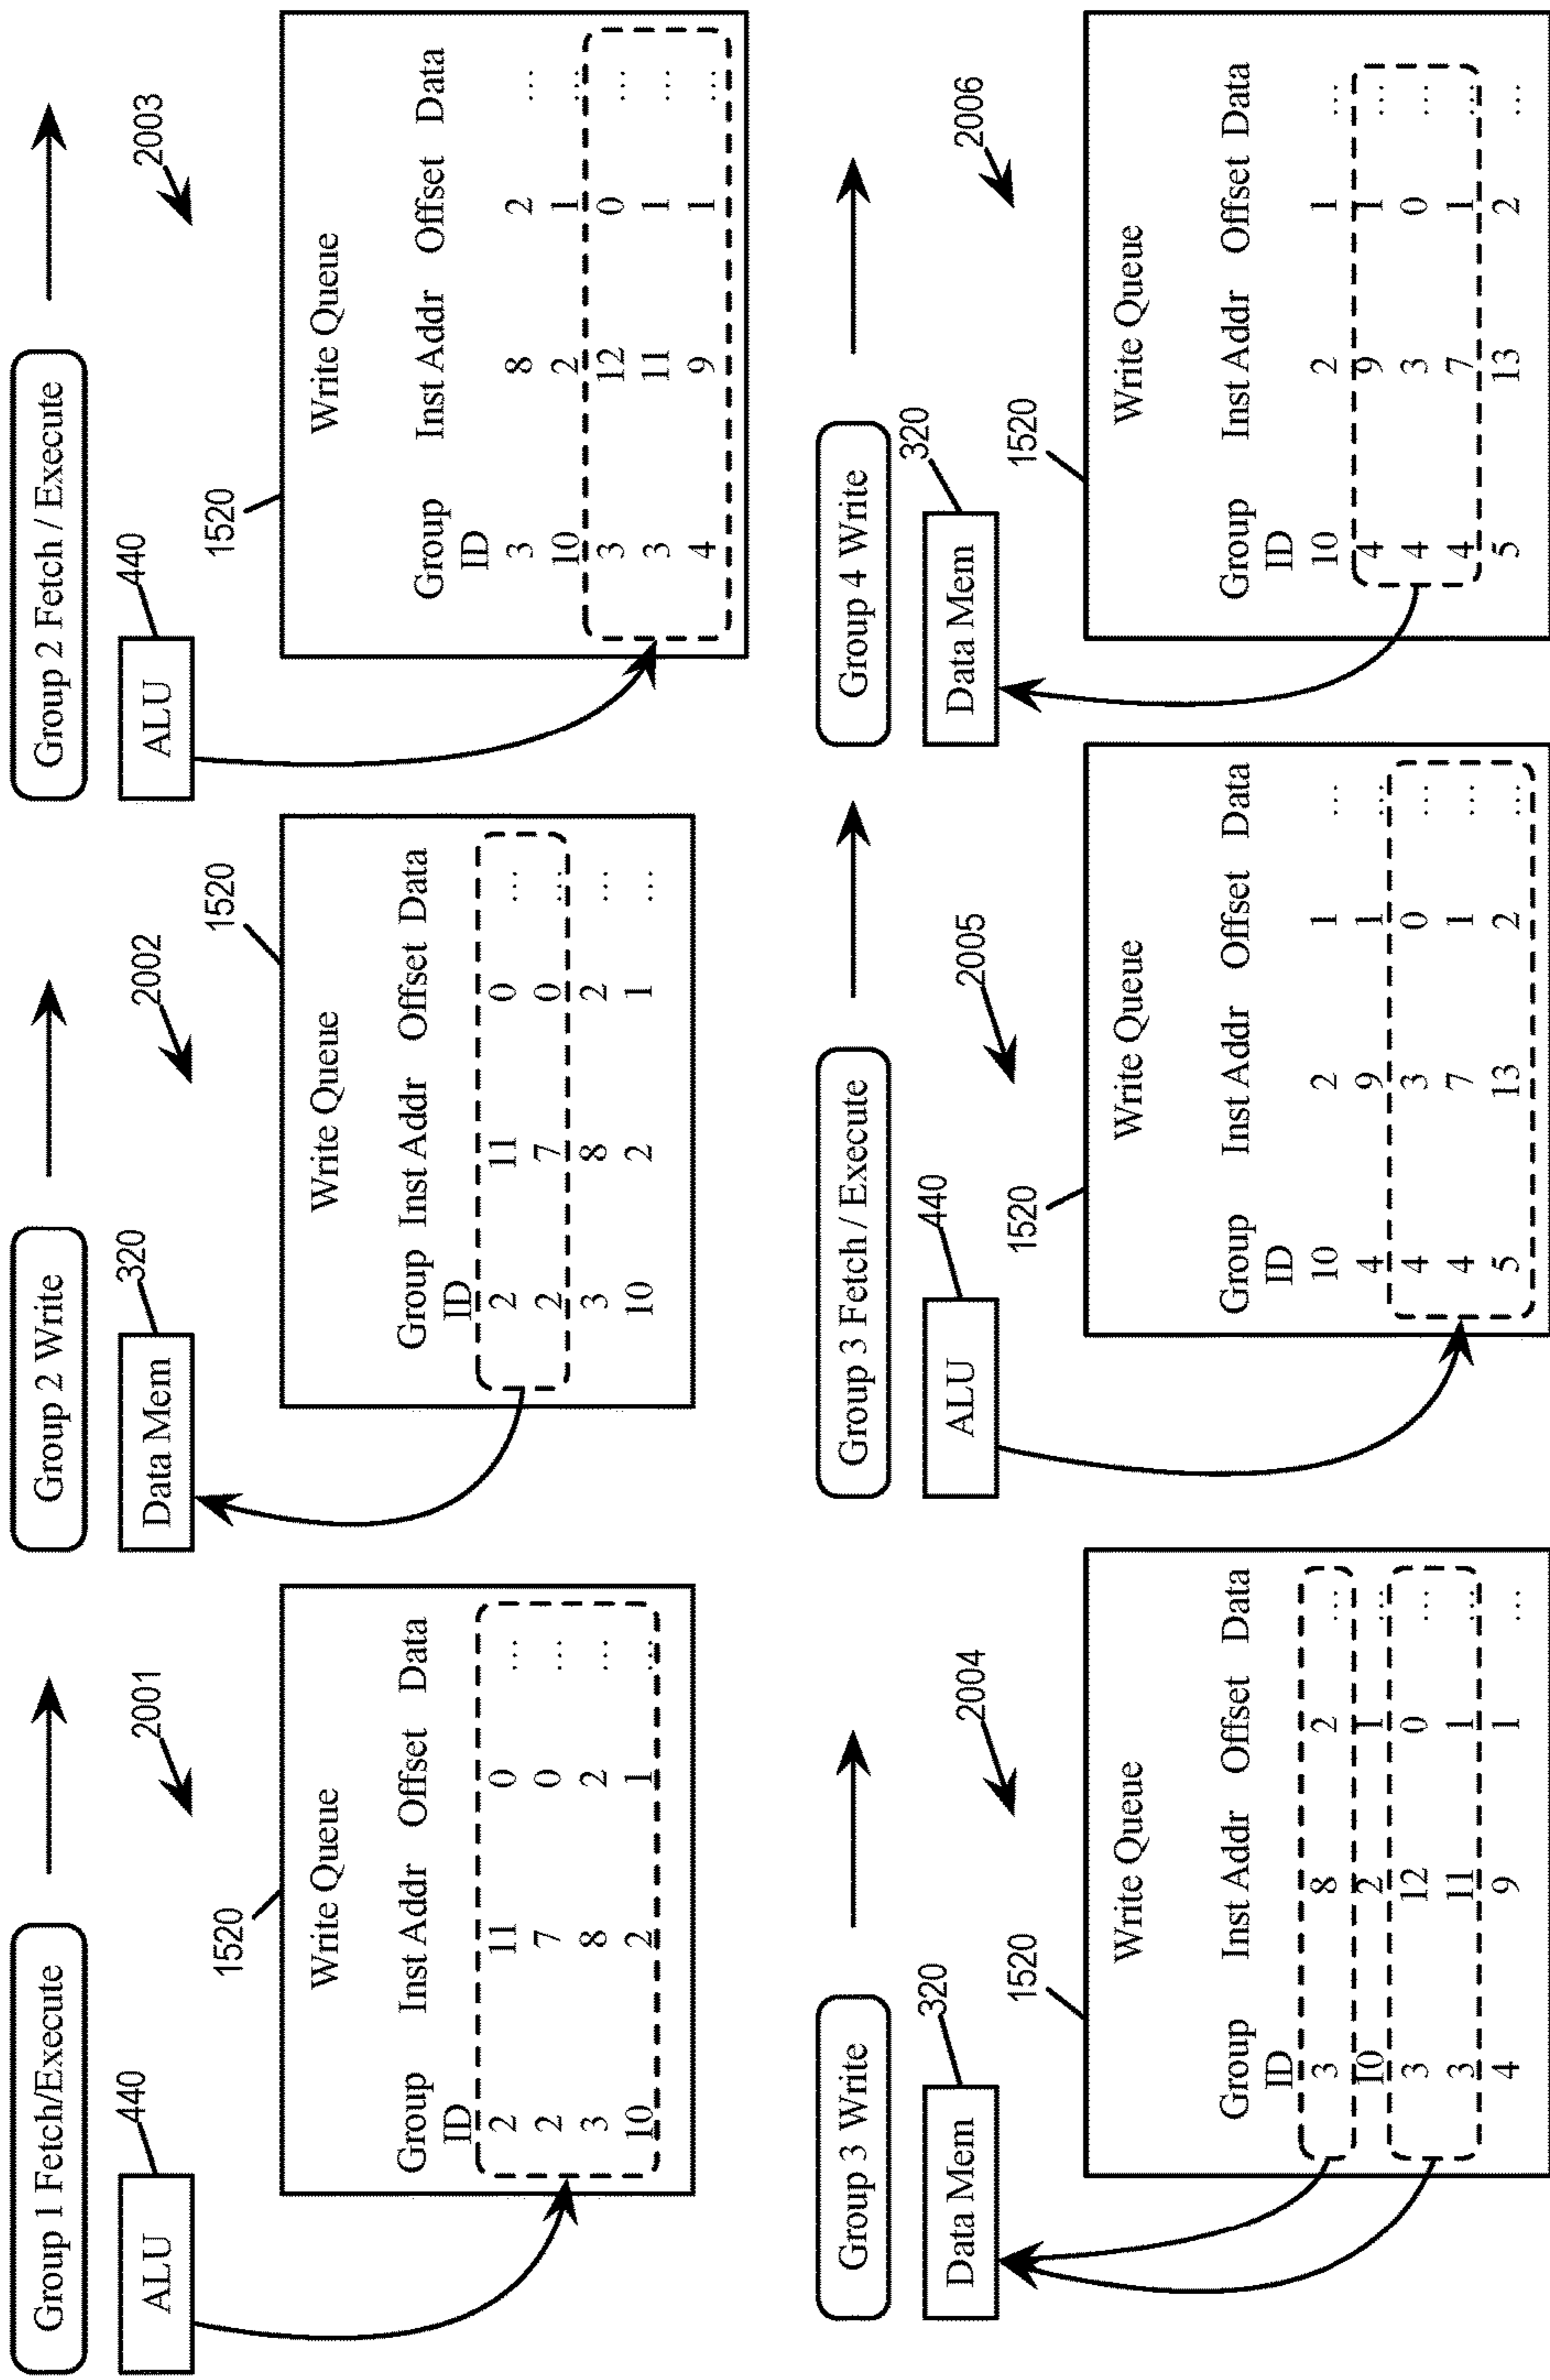 Group 1 Fetch/Execute
ALU
440
2001
1520
Write Queue
Group ID Inst Addr Offset Data
2 11 0 ...
2 7 0 ...
3 8 2 ...
10 2 1 ...
Group 2 Write
Data Mem
320
2002
1520
Write Queue
Group ID Inst Addr Offset Data
2 11 0 ...
2 7 0 ...
3 8 2 ...
10 2 1 ...
Group 2 Fetch / Execute
ALU
440
2003
1520
Write Queue
Group ID Inst Addr Offset Data
3 8 2 ...
10 2 1 ...
3 12 0 ...
3 11 1 ...
4 9 1 ...
Group 3 Write
Data Mem
320
2004
1520
Write Queue
Group ID Inst Addr Offset Data
3 8 2 ...
10 2 1 ...
3 12 0 ...
3 11 1 ...
4 9 1 ...
Group 3 Fetch / Execute
ALU
440
2005
1520
Write Queue
Group ID Inst Addr Offset Data
10 2 1 ...
4 9 1 ...
4 3 0 ...
4 7 1 ...
5 13 2 ...
Group 4 Write
Data Mem
320
2006
1520
Write Queue
Group ID Inst Addr Offset Data
10 2 1 ...
4 9 1 ...
4 3 0 ...
4 7 1 ...
5 13 2 ...